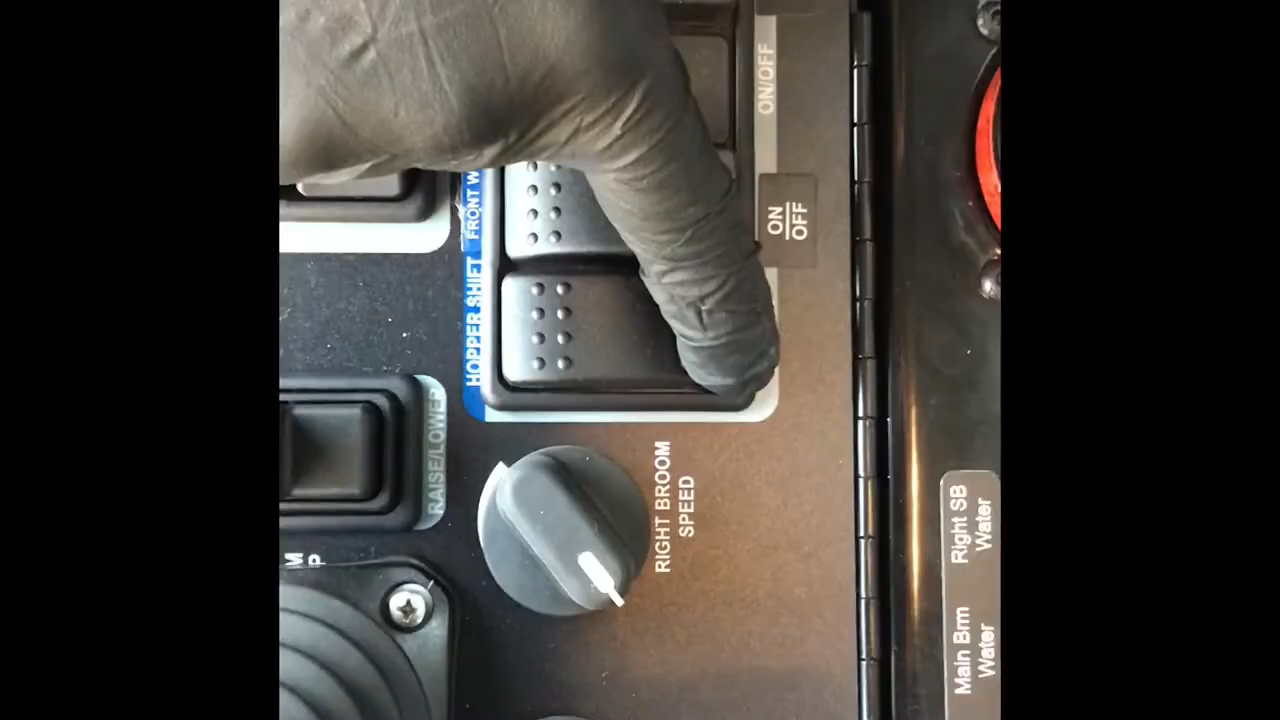 ON/OFF
ON
OFF
FRONT
HOPPER SHIFT
RAISE/LOWER
RIGHT BROOM
SPEED
Right SB
Water
Main Brm
Water